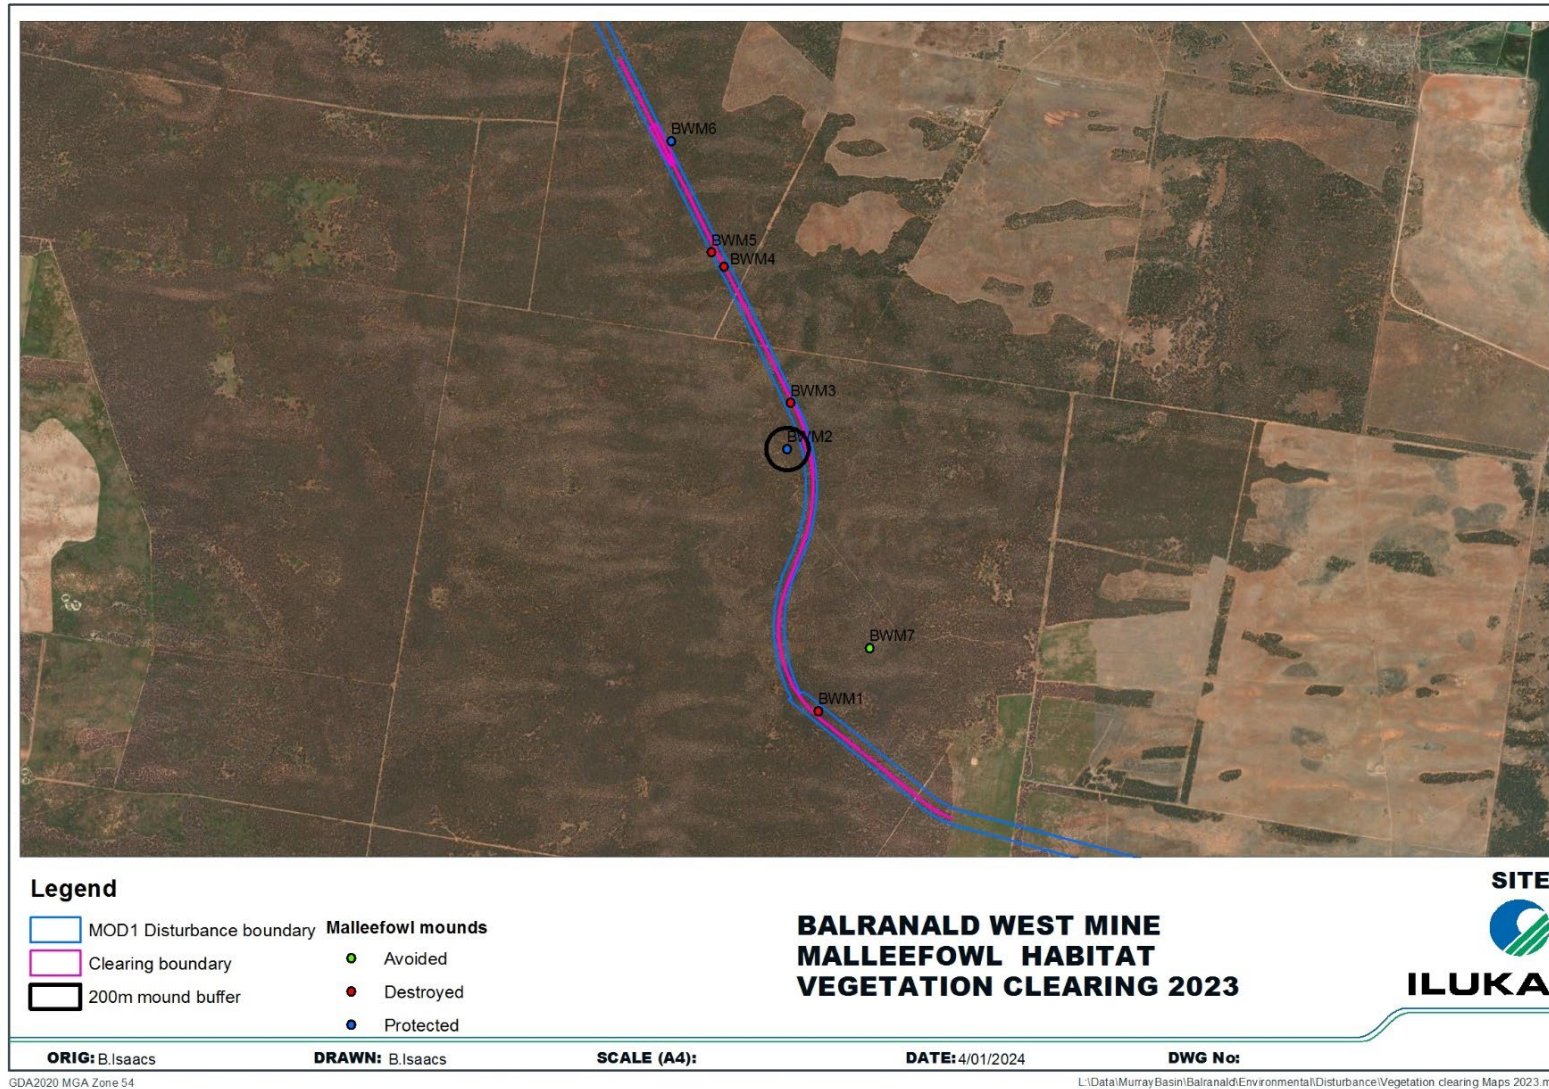 BWM6
BWM5
BWM4
BWM3
BWM2
BWM7
BWM1
Legend
MOD1 Disturbance boundary
Clearing boundary
200m mound buffer
Malleefowl mounds
Avoided
Destroyed
Protected
BALRANALD WEST MINE
MALLEEFOWL HABITAT
VEGETATION CLEARING 2023
SITE
ILUKA
ORIG: B.Isaacs
DRAWN: B.Isaacs
SCALE (A4):
DATE: 4/01/2024
DWG No:
GDA2020 MGA Zone 54
L:\Data\MurrayBasin\Balranald\Environmental\Disturbance\Vegetation clearing Maps 2023.m